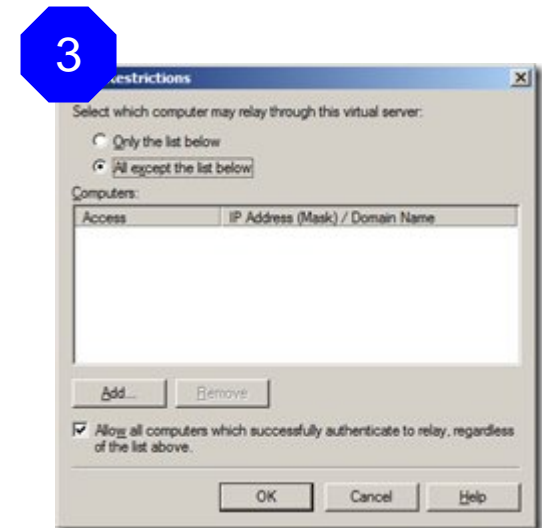 3
estrictions
Select which computer may relay through this virtual server:
Only the list below
All except the list below
Computers:
Access IP Address (Mask) / Domain Name
Add... Remove
Allow all computers which successfully authenticate to relay, regardless
of the list above.
OK Cancel Help